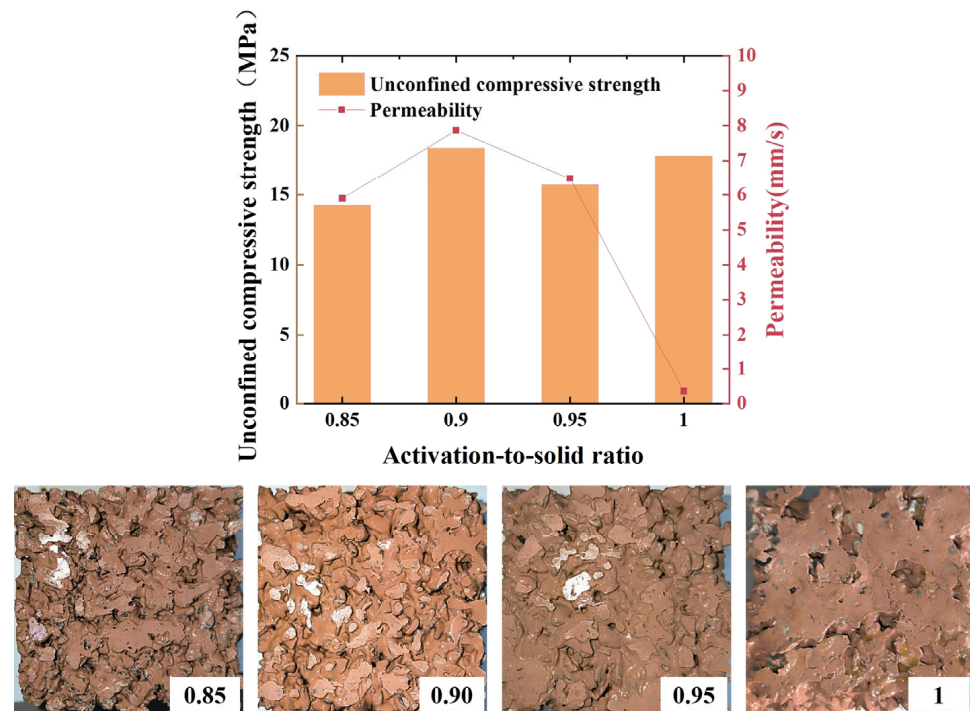 Unconfined compressive strength（MPa）
25
20
15
10
5
0
Unconfined compressive strength
Permeability
10
9
8
7
6
5
4
3
2
1
0
Permeability(mm/s)
0.85 0.9 0.95 1
Activation-to-solid ratio
0.85 0.90 0.95 1